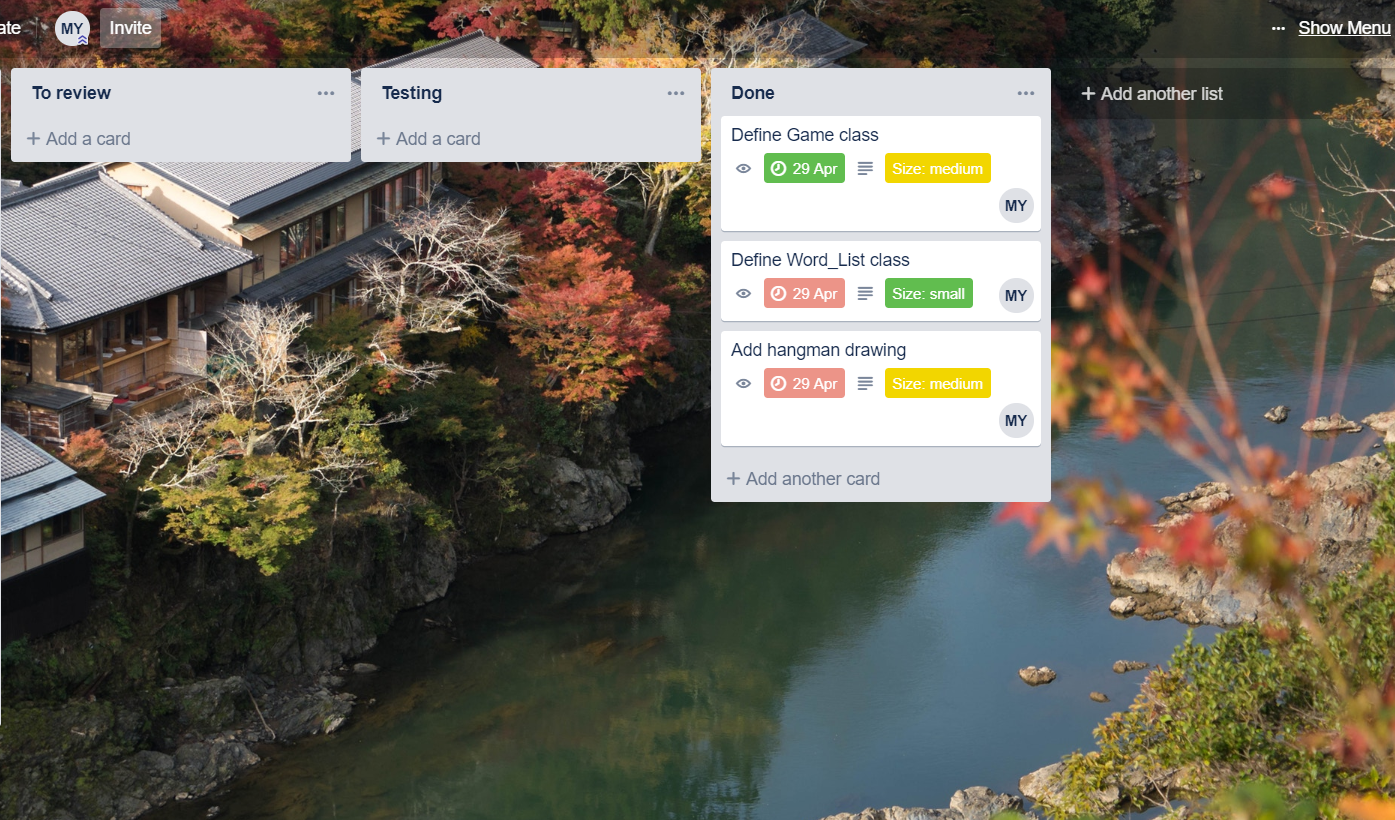 ate MY Invite ... Show Menu
To review
+ Add a card
Testing
+ Add a card
Done
Define Game class
29 Apr Size: medium
MY
Define Word_List class
29 Apr Size: small MY
Add hangman drawing
29 Apr Size: medium
MY
+ Add another card
+ Add another list